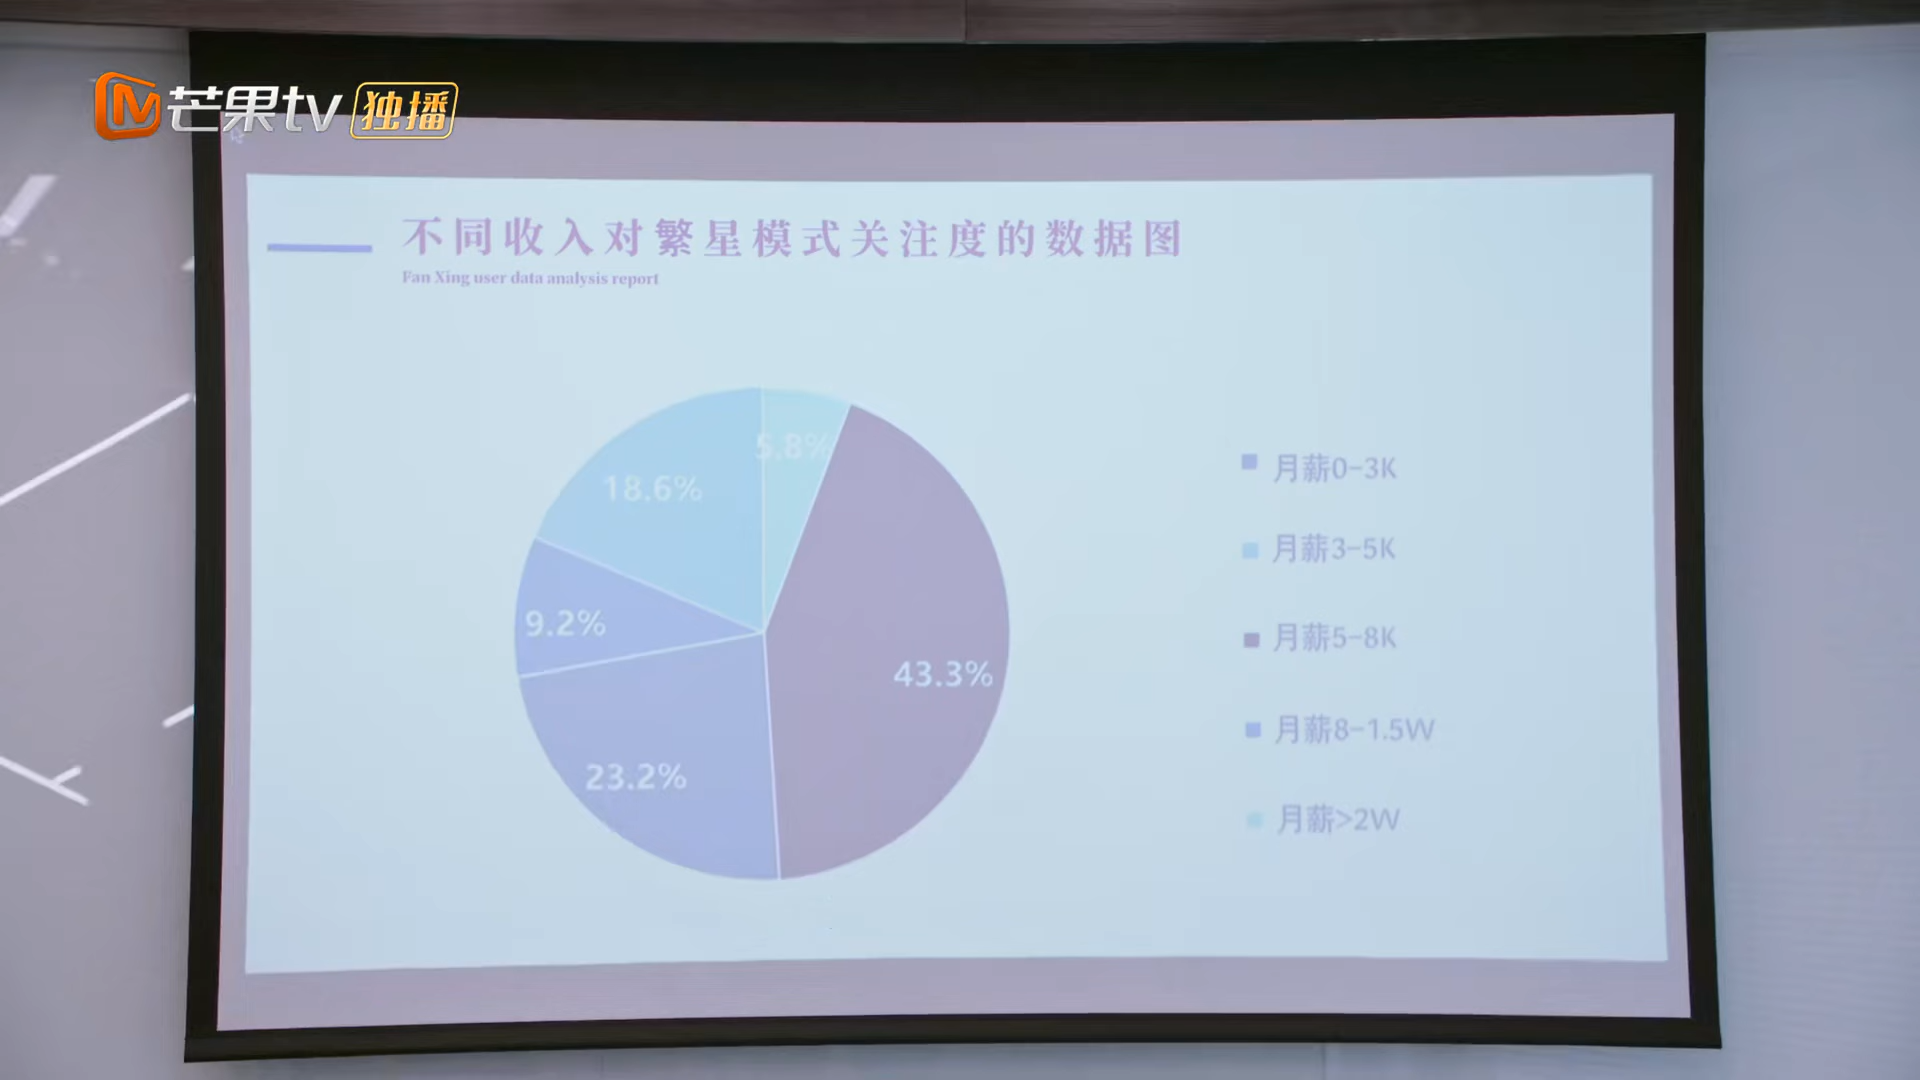 芒果tv 独播
不同收入对繁星模式关注度的数据图
Fan Xing user data analysis report
5.8%
18.6%
9.2%
43.3%
23.2%
月薪0-3K
月薪3-5K
月薪5-8K
月薪8-1.5W
月薪>2W